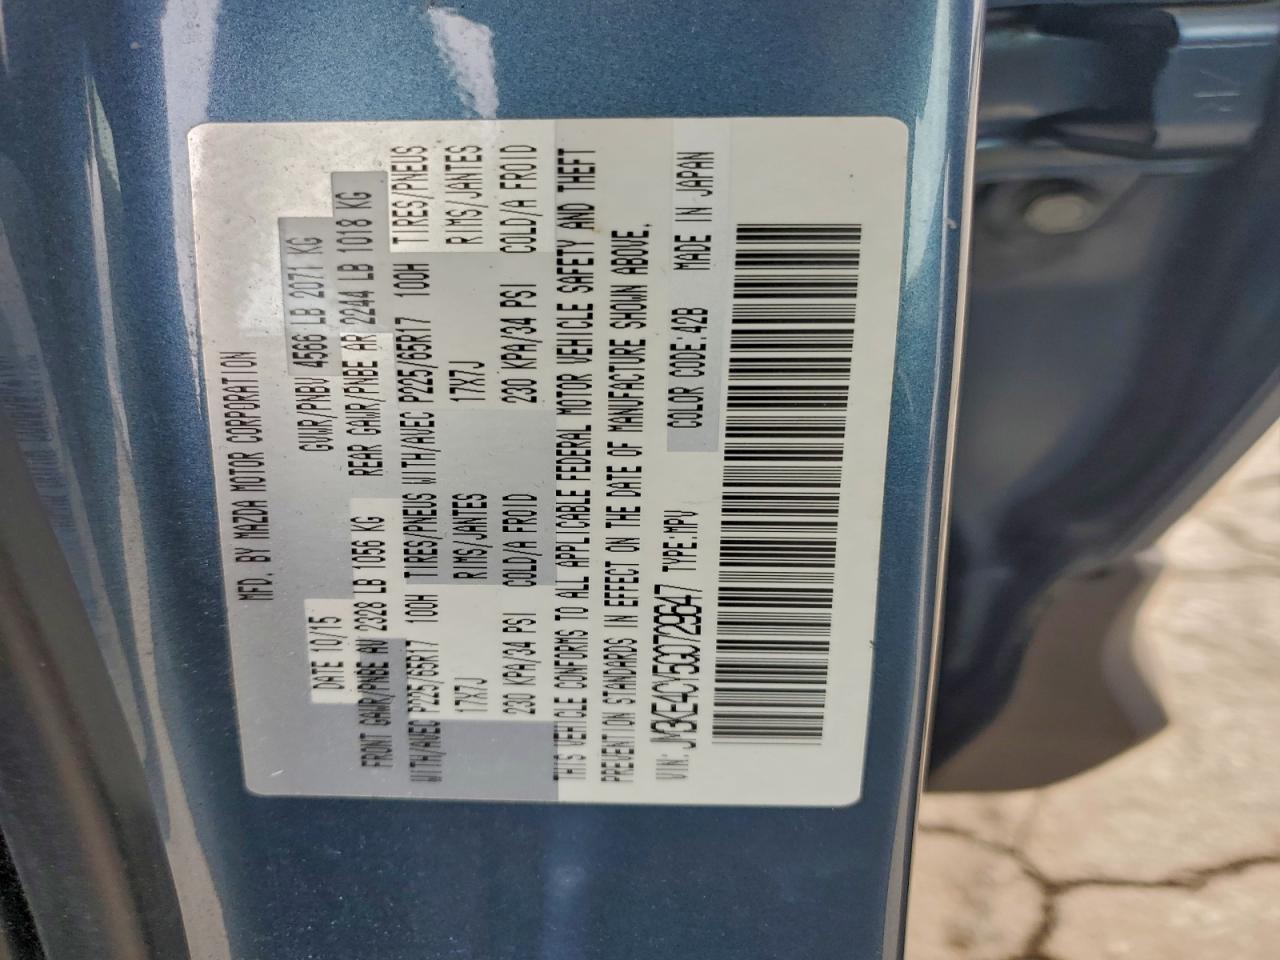 MFD. BY MAZDA MOTOR CORPORATION
DATE 10/15 GVWR/PNBV 4566 LB 2071 KG
FRONT GAWR/PNBE AV 2328 LB 1056 KG REAR GAWR/PNBE AR 2244 LB 1018 KG
WITH/AVEC P225/65R17 100H TIRES/PNEUS WITH/AVEC P225/65R17 100H TIRES/PNEUS
17X7J RIMS/JANTES 17X7J RIMS/JANTES
230 KPA/34 PSI COLD/A FROID 230 KPA/34 PSI COLD/A FROID
THIS VEHICLE CONFORMS TO ALL APPLICABLE FEDERAL MOTOR VEHICLE SAFETY AND THEFT
PREVENTION STANDARDS IN EFFECT ON THE DATE OF MANUFACTURE SHOWN ABOVE.
VIN: JM3KE4CY5G0729647 TYPE:MPV COLOR CODE:42B MADE IN JAPAN